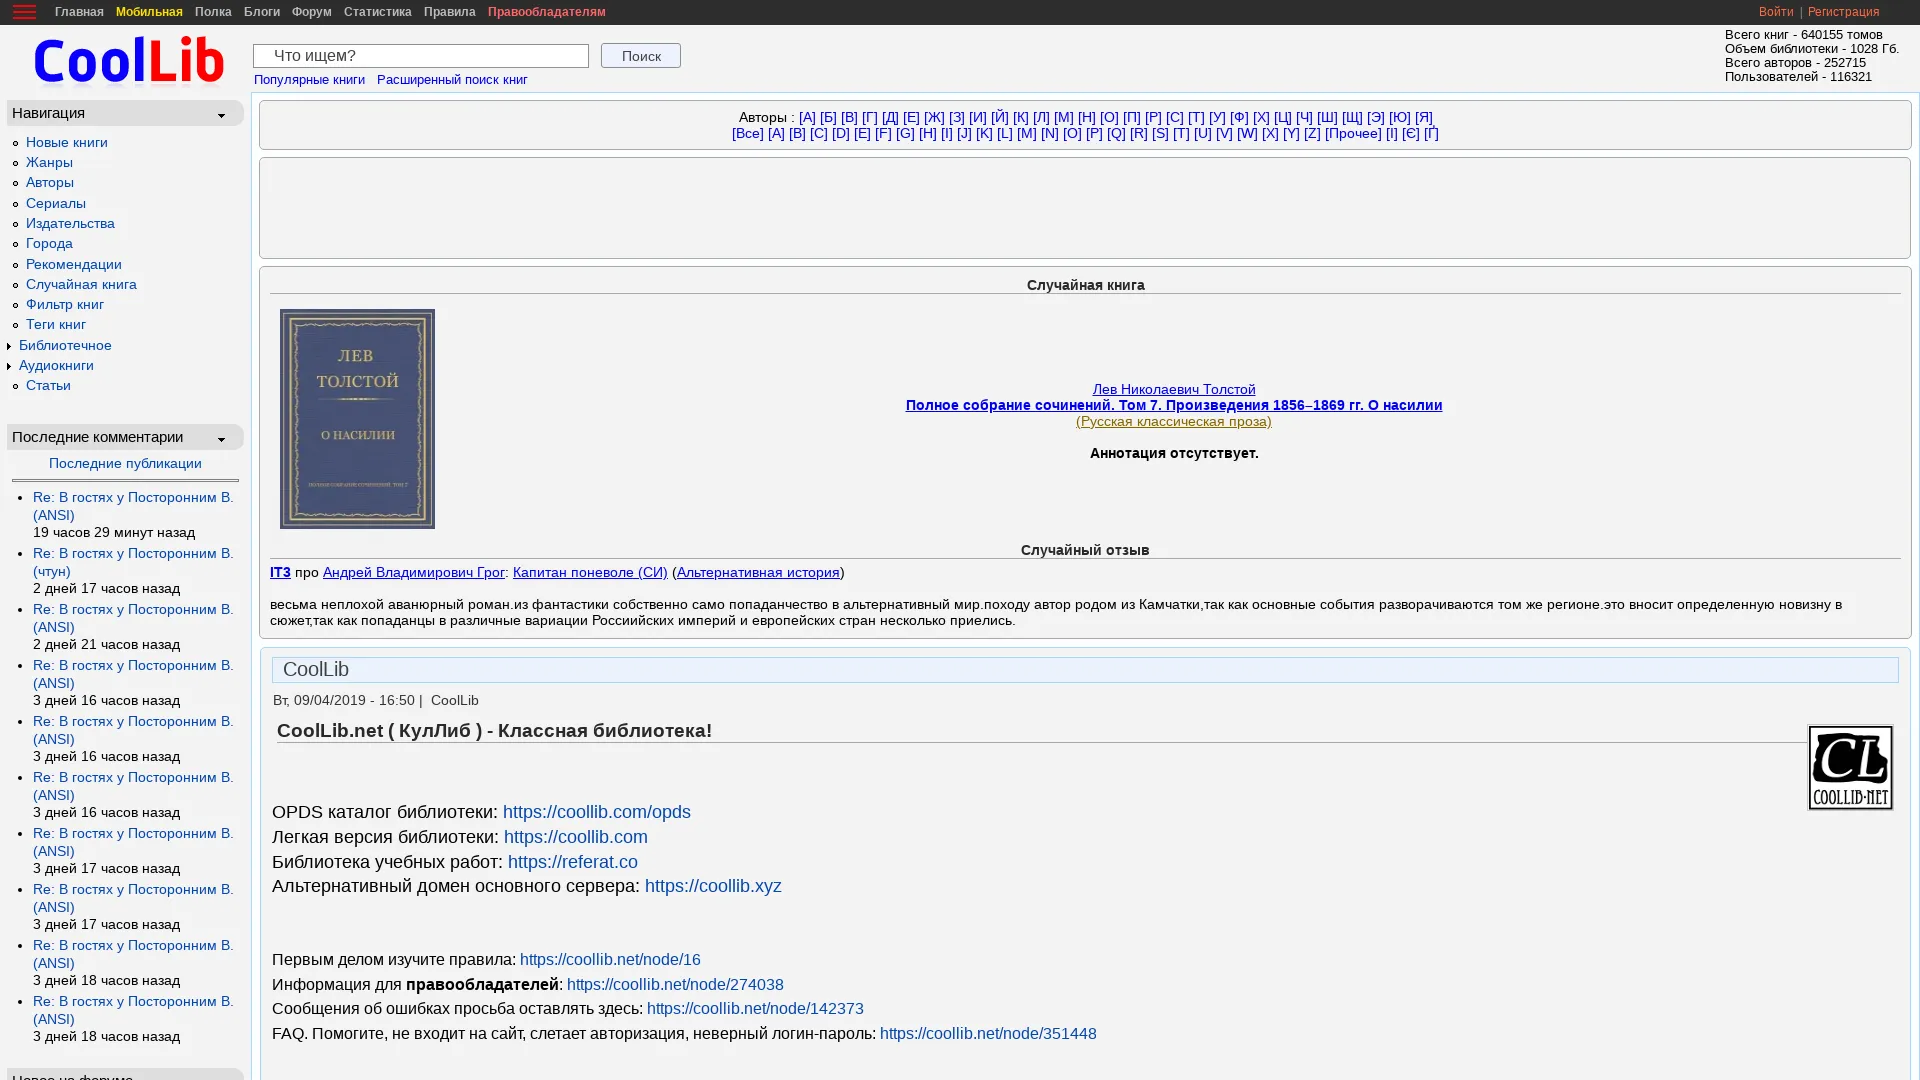 Главная Мобильная Полка Блоги Форум Статистика Правила Правообладателям Войти | Регистрация
CoolLib
Что ищем? Поиск
Популярные книги Расширенный поиск книг
Всего книг - 640155 томов
Объем библиотеки - 1028 Гб.
Всего авторов - 252715
Пользователей - 116321
Навигация
Новые книги
Жанры
Авторы
Сериалы
Издательства
Города
Рекомендации
Случайная книга
Фильтр книг
Теги книг
Библиотечное
Аудиокниги
Статьи
Последние комментарии
Последние публикации
Re: В гостях у Посторонним В.
(ANSI)
19 часов 29 минут назад
Re: В гостях у Посторонним В.
(чтун)
2 дней 17 часов назад
Re: В гостях у Посторонним В.
(ANSI)
2 дней 21 часов назад
Re: В гостях у Посторонним В.
(ANSI)
3 дней 16 часов назад
Re: В гостях у Посторонним В.
(ANSI)
3 дней 16 часов назад
Re: В гостях у Посторонним В.
(ANSI)
3 дней 16 часов назад
Re: В гостях у Посторонним В.
(ANSI)
3 дней 17 часов назад
Re: В гостях у Посторонним В.
(ANSI)
3 дней 17 часов назад
Re: В гостях у Посторонним В.
(ANSI)
3 дней 18 часов назад
Re: В гостях у Посторонним В.
(ANSI)
3 дней 18 часов назад
Новое на форуме
Авторы : [А] [Б] [В] [Г] [Д] [Е] [Ж] [З] [И] [Й] [К] [Л] [М] [Н] [О] [П] [Р] [С] [Т] [У] [Ф] [Х] [Ц] [Ч] [Ш] [Щ] [Э] [Ю] [Я]
[Все] [A] [B] [C] [D] [E] [F] [G] [H] [I] [J] [K] [L] [M] [N] [O] [P] [Q] [R] [S] [T] [U] [V] [W] [X] [Y] [Z] [Прочее] [І] [Є] [Ґ]
Случайная книга
ЛЕВ
ТОЛСТОЙ
О НАСИЛИИ
ПОЛНОЕ СОБРАНИЕ СОЧИНЕНИЙ. ТОМ 7
Лев Николаевич Толстой
Полное собрание сочинений. Том 7. Произведения 1856–1869 гг. О насилии
(Русская классическая проза)
Аннотация отсутствует.
Случайный отзыв
IT3 про Андрей Владимирович Грог: Капитан поневоле (СИ) (Альтернативная история)
весьма неплохой аванюрный роман.из фантастики собственно само попаданчество в альтернативный мир.походу автор родом из Камчатки,так как основные события разворачиваются том же регионе.это вносит определенную новизну в
сюжет,так как попаданцы в различные вариации Россиийских империй и европейских стран несколько приелись.
CoolLib
Вт, 09/04/2019 - 16:50 | CoolLib
CoolLib.net ( КулЛиб ) - Классная библиотека!
CL
COOLLIB·NET
OPDS каталог библиотеки: https://coollib.com/opds
Легкая версия библиотеки: https://coollib.com
Библиотека учебных работ: https://referat.co
Альтернативный домен основного сервера: https://coollib.xyz
Первым делом изучите правила: https://coollib.net/node/16
Информация для правообладателей: https://coollib.net/node/274038
Сообщения об ошибках просьба оставлять здесь: https://coollib.net/node/142373
FAQ. Помогите, не входит на сайт, слетает авторизация, неверный логин-пароль: https://coollib.net/node/351448